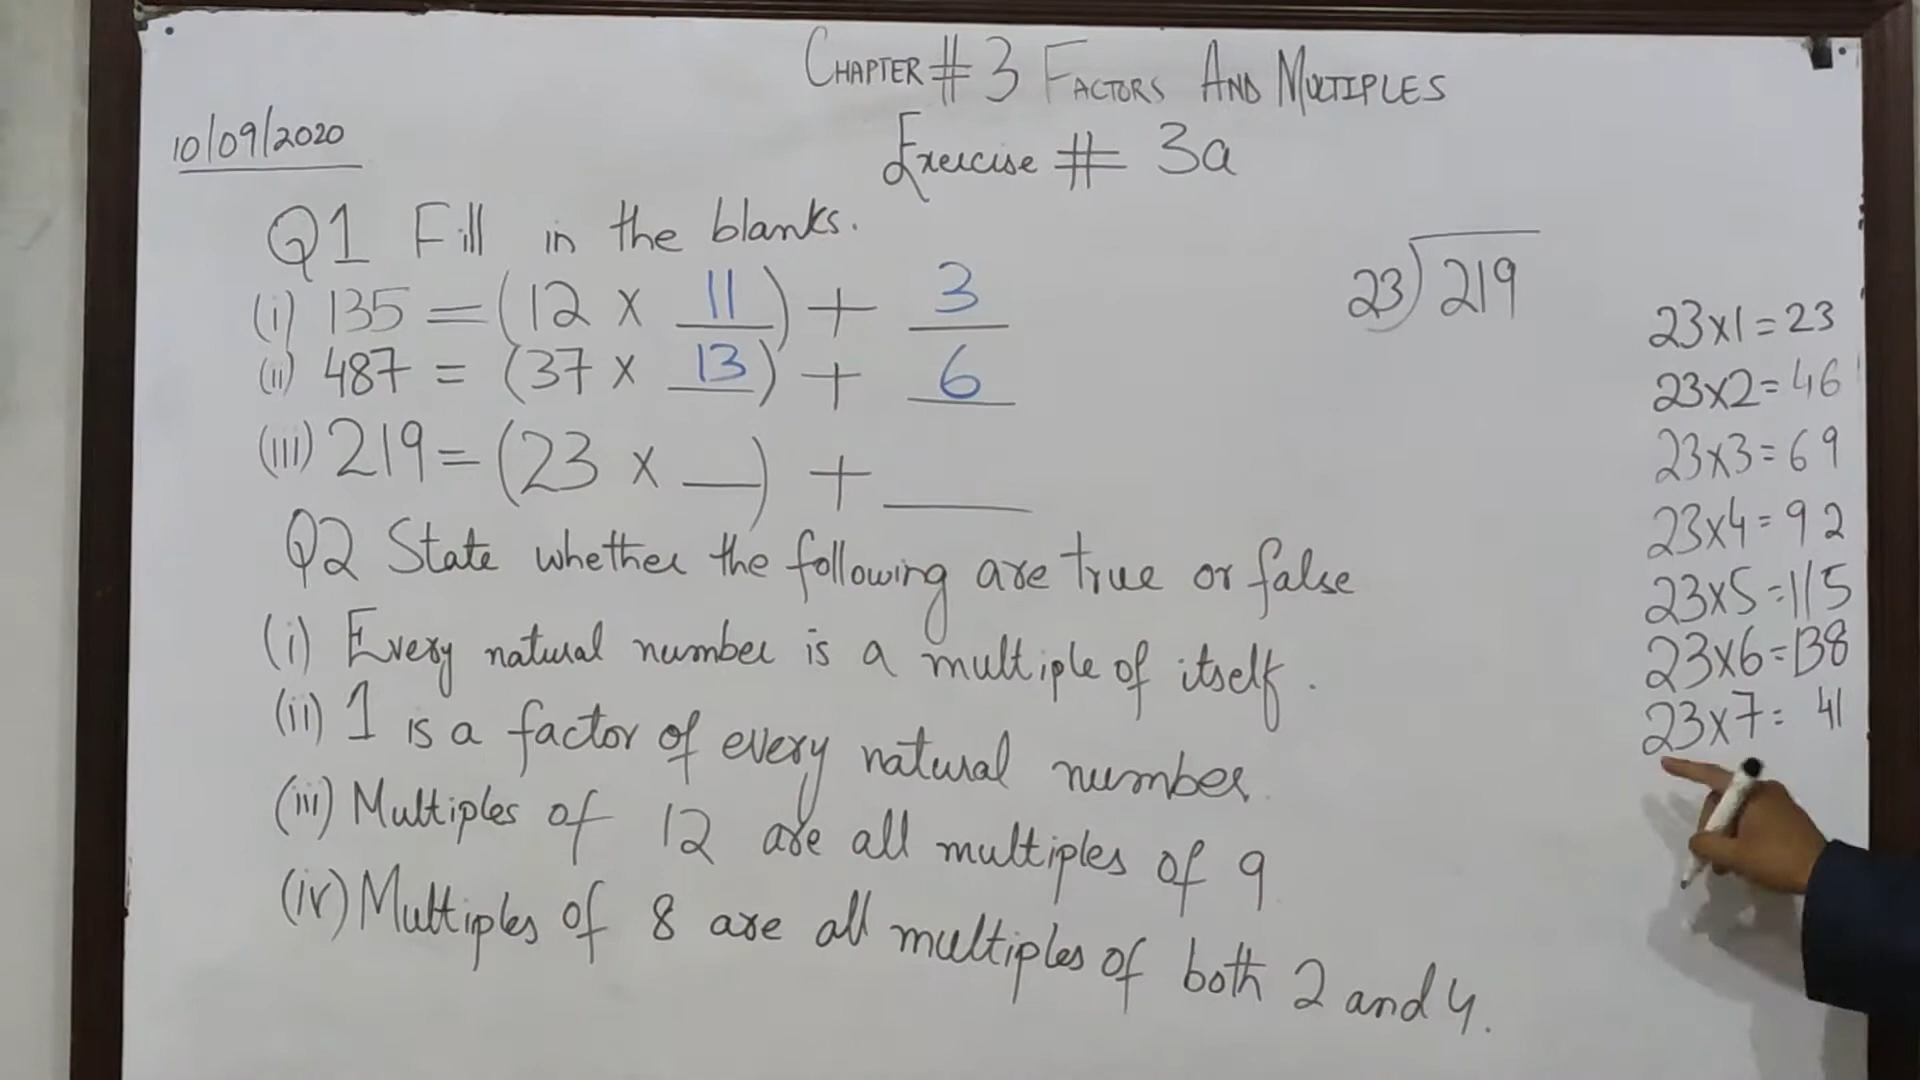 CHAPTER # 3 FACTORS AND MULTIPLES
10/09/2020
Exercise # 3a
Q1 Fill in the blanks.
(i) 135 = (12 x 11) + 3
(ii) 487 = (37 x 13) + 6
(iii) 219 = (23 x __) + ____
23)219
23x1=23
23x2=46
23x3=69
23x4=92
23x5=115
23x6=138
23x7= 41
Q2 State whether the following are true or false
(i) Every natural number is a multiple of itself.
(ii) 1 is a factor of every natural number.
(iii) Multiples of 12 are all multiples of 9
(iv) Multiples of 8 are all multiples of both 2 and 4.